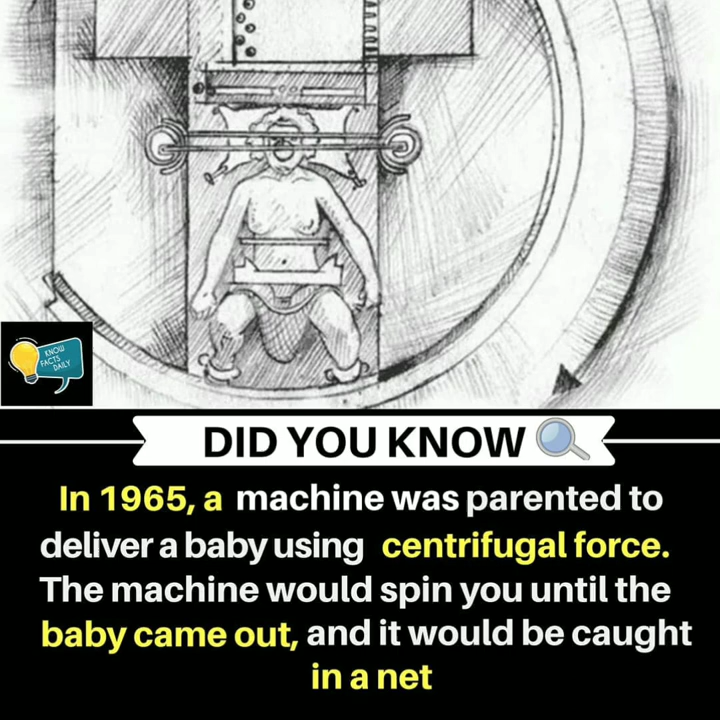 KNOW
FACTS
DAILY
DID YOU KNOW
In 1965, a machine was parented to
deliver a baby using centrifugal force.
The machine would spin you until the
baby came out, and it would be caught
in a net